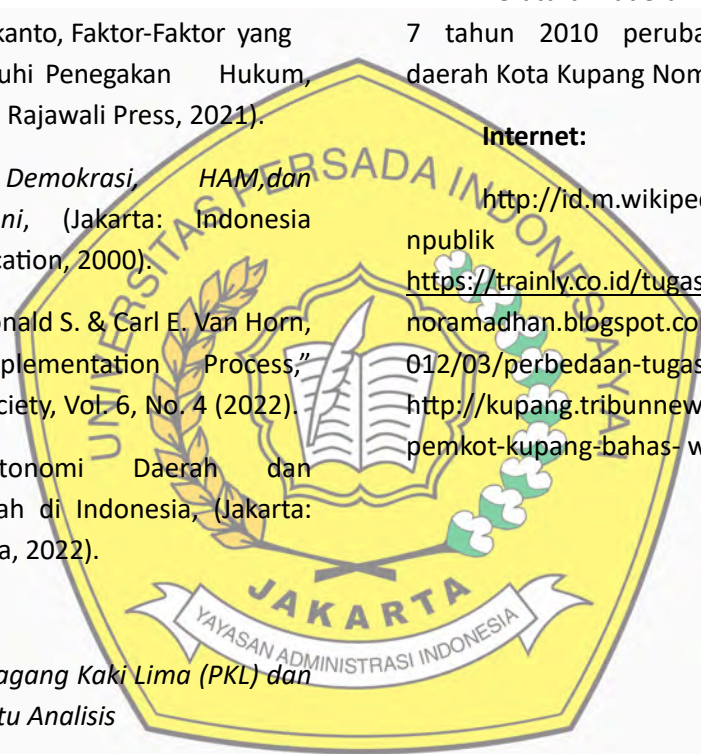 kanto, Faktor-Faktor yang
uhi Penegakan Hukum,
Rajawali Press, 2021).
Demokrasi, HAM,dan
ni, (Jakarta: Indonesia
cation, 2000).
nald S. & Carl E. Van Horn,
plementation Process,”
ciety, Vol. 6, No. 4 (2022).
tonomi Daerah dan
ah di Indonesia, (Jakarta:
a, 2022).
agang Kaki Lima (PKL) dan
tu Analisis
7 tahun 2010 peruba
daerah Kota Kupang Nom
Internet:
http://id.m.wikiped
npublik
https://trainly.co.id/tugas
noramadhan.blogspot.co
012/03/perbedaan-tugas
http://kupang.tribunnew
pemkot-kupang-bahas- w
UNIVERSITAS PERSADA INDONESIA YAI
JAKARTA
YAYASAN ADMINISTRASI INDONESIA